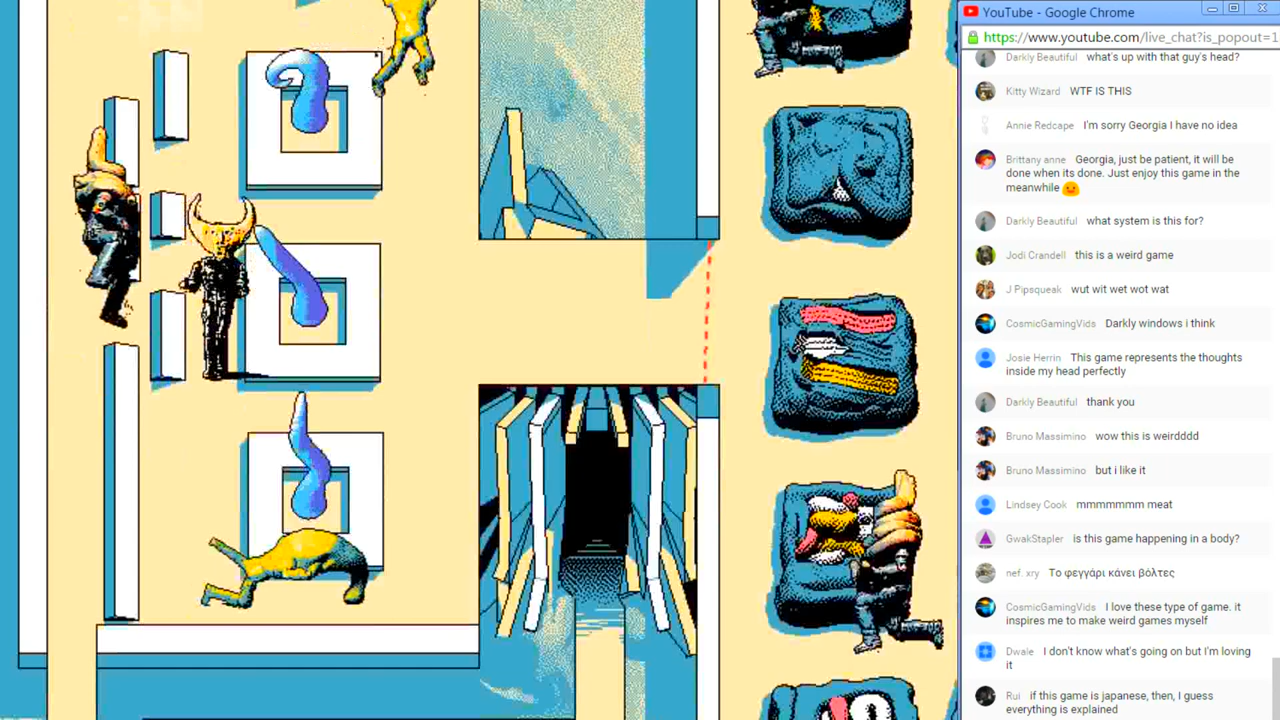 YouTube - Google Chrome
https://www.youtube.com/live_chat?is_popout=1
Darkly Beautiful what's up with that guy's head?
Kitty Wizard WTF IS THIS
Annie Redcape I'm sorry Georgia I have no idea
Brittany anne Georgia, just be patient, it will be
done when its done. Just enjoy this game in the
meanwhile
Darkly Beautiful what system is this for?
Jodi Crandell this is a weird game
J Pipsqueak wut wit wet wot wat
CosmicGamingVids Darkly windows i think
Josie Herrin This game represents the thoughts
inside my head perfectly
Darkly Beautiful thank you
Bruno Massimino wow this is weirdddd
Bruno Massimino but i like it
Lindsey Cook mmmmmmm meat
GwakStapler is this game happening in a body?
nef. xry Το φεγγάρι κάνει βόλτες
CosmicGamingVids I love these type of game. it
inspires me to make weird games myself
Dwale I don't know what's going on but I'm loving
it
Rui if this game is japanese, then, I guess
everything is explained